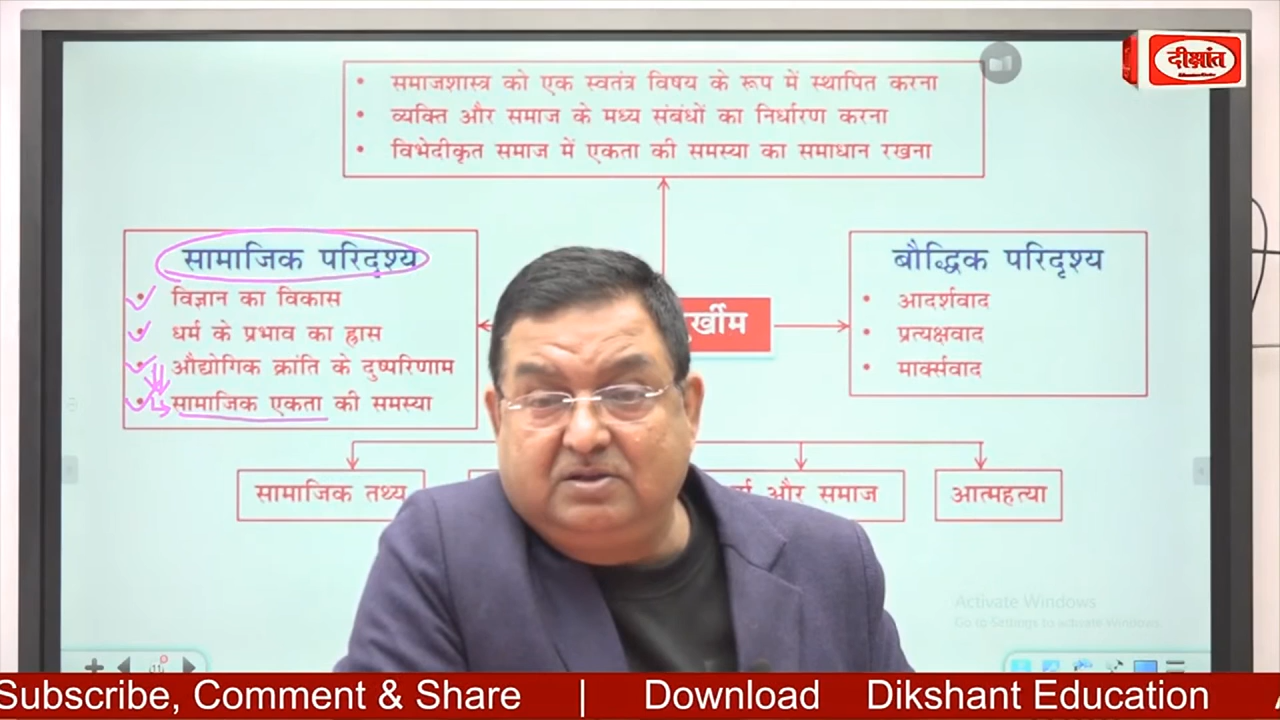 समाजशास्त्र को एक स्वतंत्र विषय के रूप में स्थापित करना
व्यक्ति और समाज के मध्य संबंधों का निर्धारण करना
विभेदीकृत समाज में एकता की समस्या का समाधान रखना
दीक्षांत
सामाजिक परिदृश्य
विज्ञान का विकास
धर्म के प्रभाव का ह्रास
औद्योगिक क्रांति के दुष्परिणाम
सामाजिक एकता की समस्या
बौद्धिक परिदृश्य
आदर्शवाद
प्रत्यक्षवाद
मार्क्सवाद
सामाजिक तथ्य
और समाज
आत्महत्या
Activate Windows
Go to Settings to activate Windows.
Subscribe, Comment & Share | Download Dikshant Education